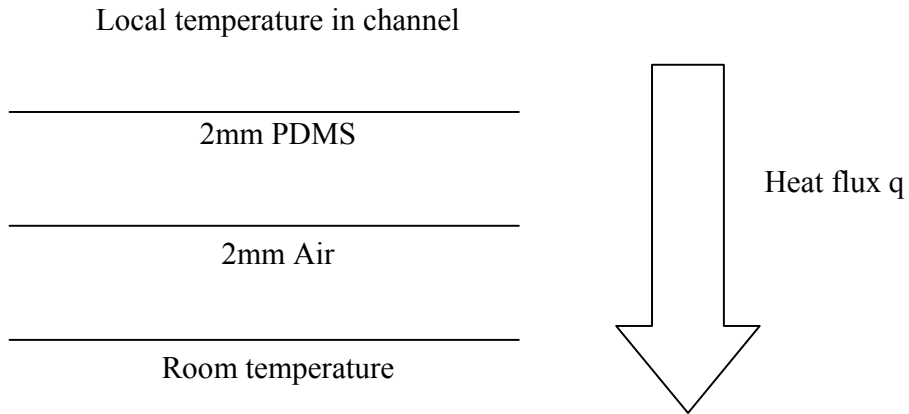 Local temperature in channel
2mm PDMS
Heat flux q
2mm Air
Room temperature